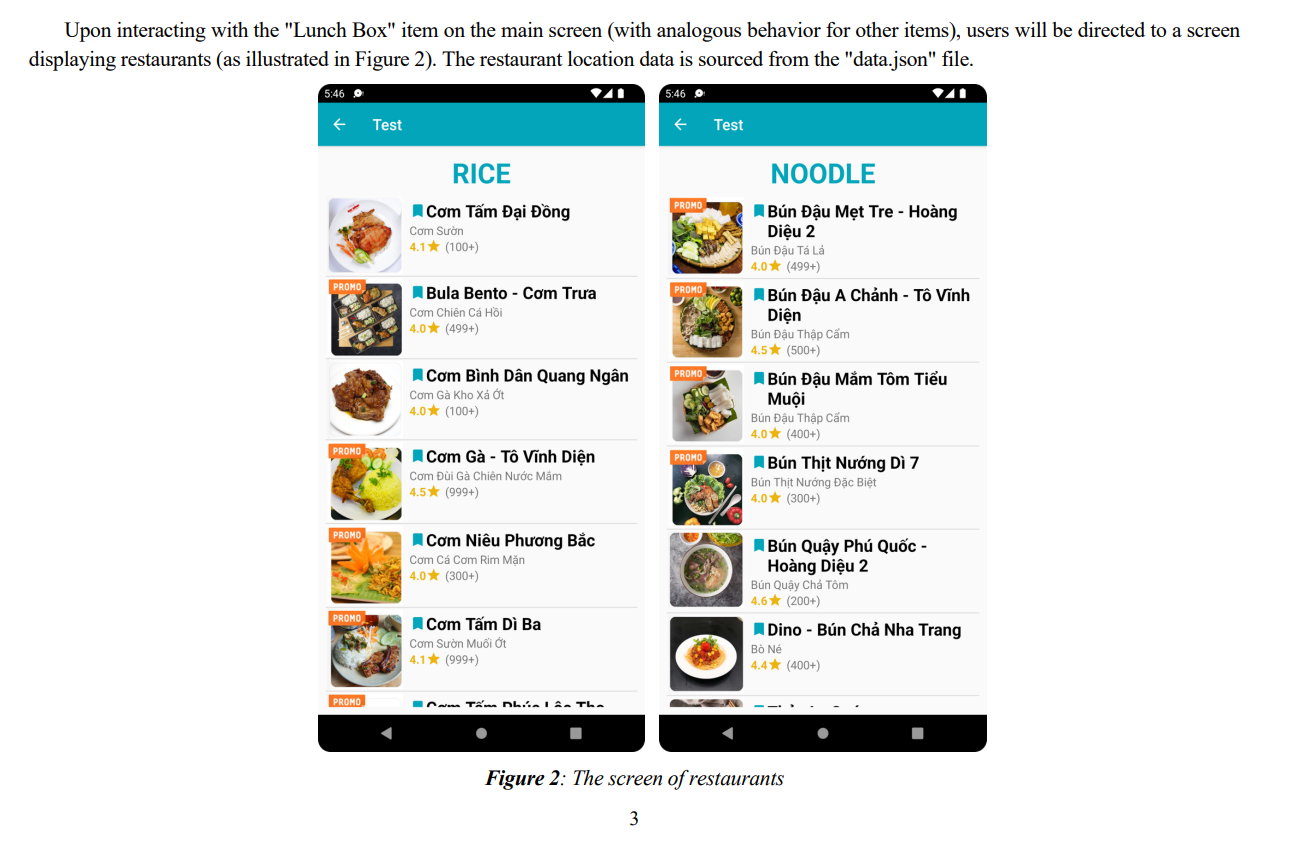 Upon interacting with the "Lunch Box" item on the main screen (with analogous behavior for other items), users will be directed to a screen
displaying restaurants (as illustrated in Figure 2). The restaurant location data is sourced from the "data.json" file.
5:46
Test
RICE
Cơm Tấm Đại Đồng
Cơm Sườn
4.1 (100+)
PROMO
Bula Bento - Cơm Trưa
Cơm Chiên Cá Hồi
4.0 (499+)
Cơm Bình Dân Quang Ngân
Cơm Gà Kho Xả Ớt
4.0 (100+)
PROMO
Cơm Gà - Tô Vĩnh Diện
Cơm Đùi Gà Chiên Nước Mắm
4.5 (999+)
PROMO
Cơm Niêu Phương Bắc
Cơm Cá Cơm Rim Mặn
4.0 (300+)
PROMO
Cơm Tấm Dì Ba
Cơm Sườn Muối Ớt
4.1 (999+)
PROMO
5:46
Test
NOODLE
PROMO
Bún Đậu Mẹt Tre - Hoàng
Diệu 2
Bún Đậu Tá Lả
4.0 (499+)
PROMO
Bún Đậu A Chảnh - Tô Vĩnh
Diện
Bún Đậu Thập Cẩm
4.5 (500+)
PROMO
Bún Đậu Mắm Tôm Tiểu
Muội
Bún Đậu Thập Cẩm
4.0 (400+)
PROMO
Bún Thịt Nướng Dì 7
Bún Thịt Nướng Đặc Biệt
4.0 (300+)
Bún Quậy Phú Quốc -
Hoàng Diệu 2
Bún Quậy Chả Tôm
4.6 (200+)
Dino - Bún Chả Nha Trang
Bò Né
4.4 (400+)
Figure 2: The screen of restaurants
3